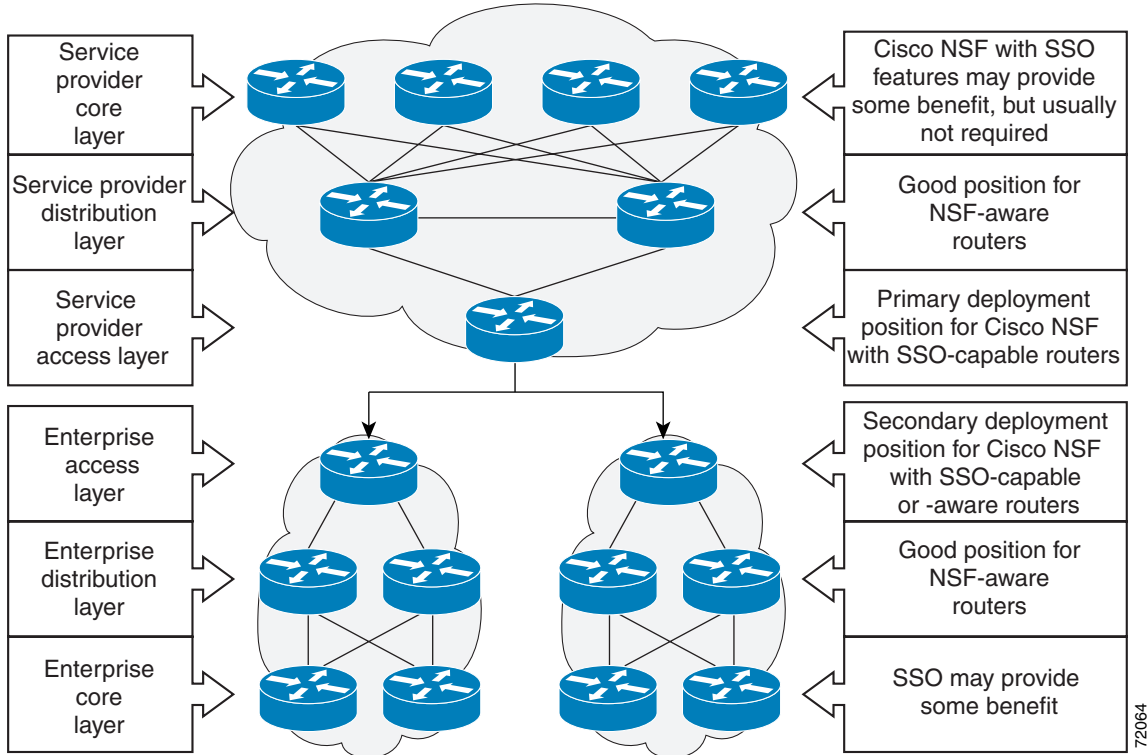 Service
provider
core
layer
Cisco NSF with SSO
features may provide
some benefit, but usually
not required
Service provider
distribution
layer
Good position for
NSF-aware
routers
Service
provider
access layer
Primary deployment
position for Cisco NSF
with SSO-capable routers
Enterprise
access
layer
Secondary deployment
position for Cisco NSF
with SSO-capable
or -aware routers
Enterprise
distribution
layer
Good position for
NSF-aware
routers
Enterprise
core
layer
SSO may provide
some benefit
72064